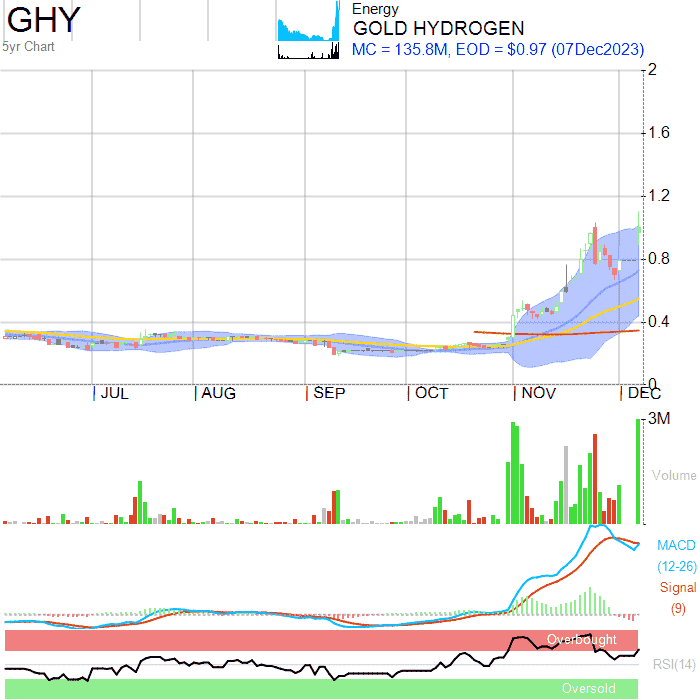 GHY
5yr Chart
Energy
GOLD HYDROGEN
MC = 135.8M, EOD = $0.97 (07Dec2023)
2
1.6
1.2
0.8
0.4
0
JUL AUG SEP OCT NOV DEC
3M
Volume
MACD
(12-26)
Signal
(9)
Overbought
RSI(14)
Oversold